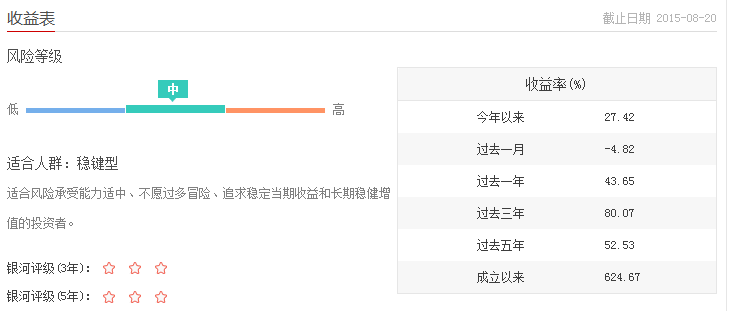 收益表
截止日期 2015-08-20
风险等级
中
低
高
适合人群：稳键型
适合风险承受能力适中、不愿过多冒险、追求稳定当期收益和长期稳健增
值的投资者。
银河评级(3年)：
银河评级(5年)：
收益率(%)
今年以来 27.42
过去一月 -4.82
过去一年 43.65
过去三年 80.07
过去五年 52.53
成立以来 624.67